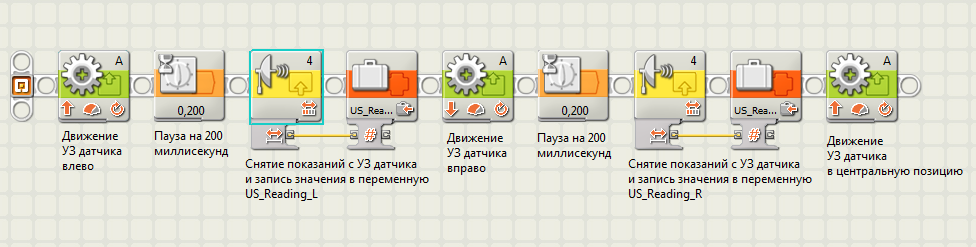 A
0,200
4
US_Rea...
#
A
0,200
4
US_Rea...
#
A
Движение
УЗ датчика
влево
Пауза на 200
миллисекунд
Снятие показаний с УЗ датчика
и запись значения в переменную
US_Reading_L
Движение
УЗ датчика
вправо
Пауза на 200
миллисекунд
Снятие показаний с УЗ датчика
и запись значения в переменную
US_Reading_R
Движение
УЗ датчика
в центральную позицию